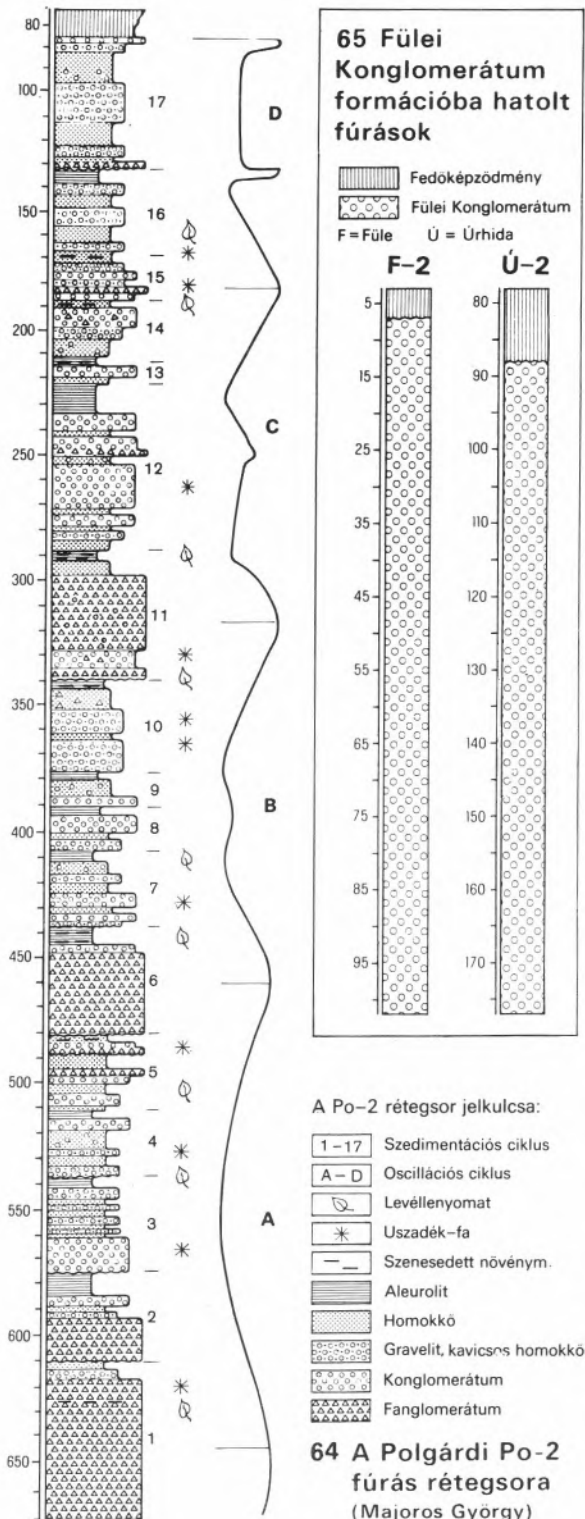 80
100
150
200
250
300
350
400
450
500
550
600
650
17
16
15
14
13
12
11
10
9
8
7
6
5
4
3
2
1
D
C
B
A
65 Fülei
Konglomerátum
formációba hatolt
fúrások
Fedőképződmény
Fülei Konglomerátum
F=Füle Ú = Úrhida
F-2 Ú-2
5
15
25
35
45
55
65
75
85
95
80
90
100
110
123
130
140
150
160
170
A Po-2 rétegsor jelkulcsa:
1-17 Szedimentációs ciklus
A-D Oscillációs ciklus
Levéllenyomat
Uszadék-fa
Szenesedett növénym.
Aleurolit
Homokkő
Gravelit, kavicsos homokkő
Konglomerátum
Fanglomerátum
64 A Polgárdi Po-2
fúrás rétegsora
(Majoros György)